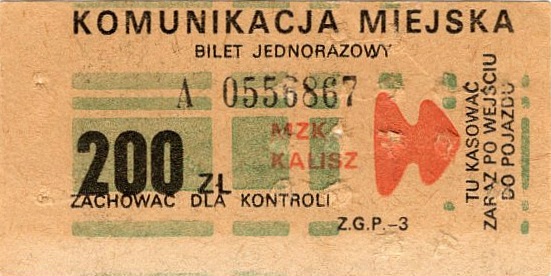 KOMUNIKACJA MIEJSKA
BILET JEDNORAZOWY
A 0556867
MZK
KALISZ
200 ZŁ
ZACHOWAĆ DLA KONTROLI
Z.G.P.–3
TU KASOWAĆ
ZARAZ PO WEJŚCIU
DO POJAZDU